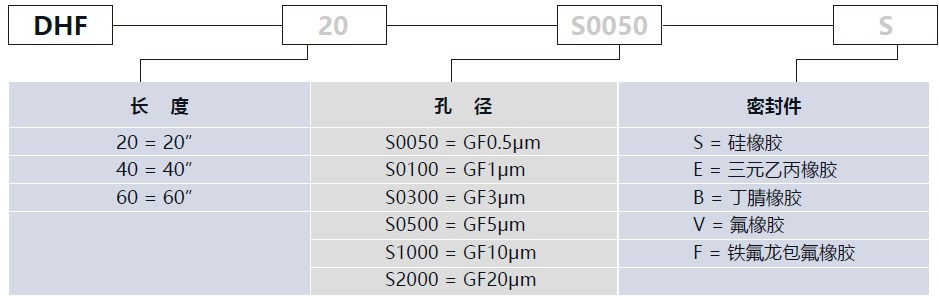 DHF 20 S0050 S
长 度 孔 径 密封件
20 = 20″ S0050 = GF0.5μm S = 硅橡胶
40 = 40″ S0100 = GF1μm E = 三元乙丙橡胶
60 = 60″ S0300 = GF3μm B = 丁腈橡胶
S0500 = GF5μm V = 氟橡胶
S1000 = GF10μm F = 铁氟龙包氟橡胶
S2000 = GF20μm